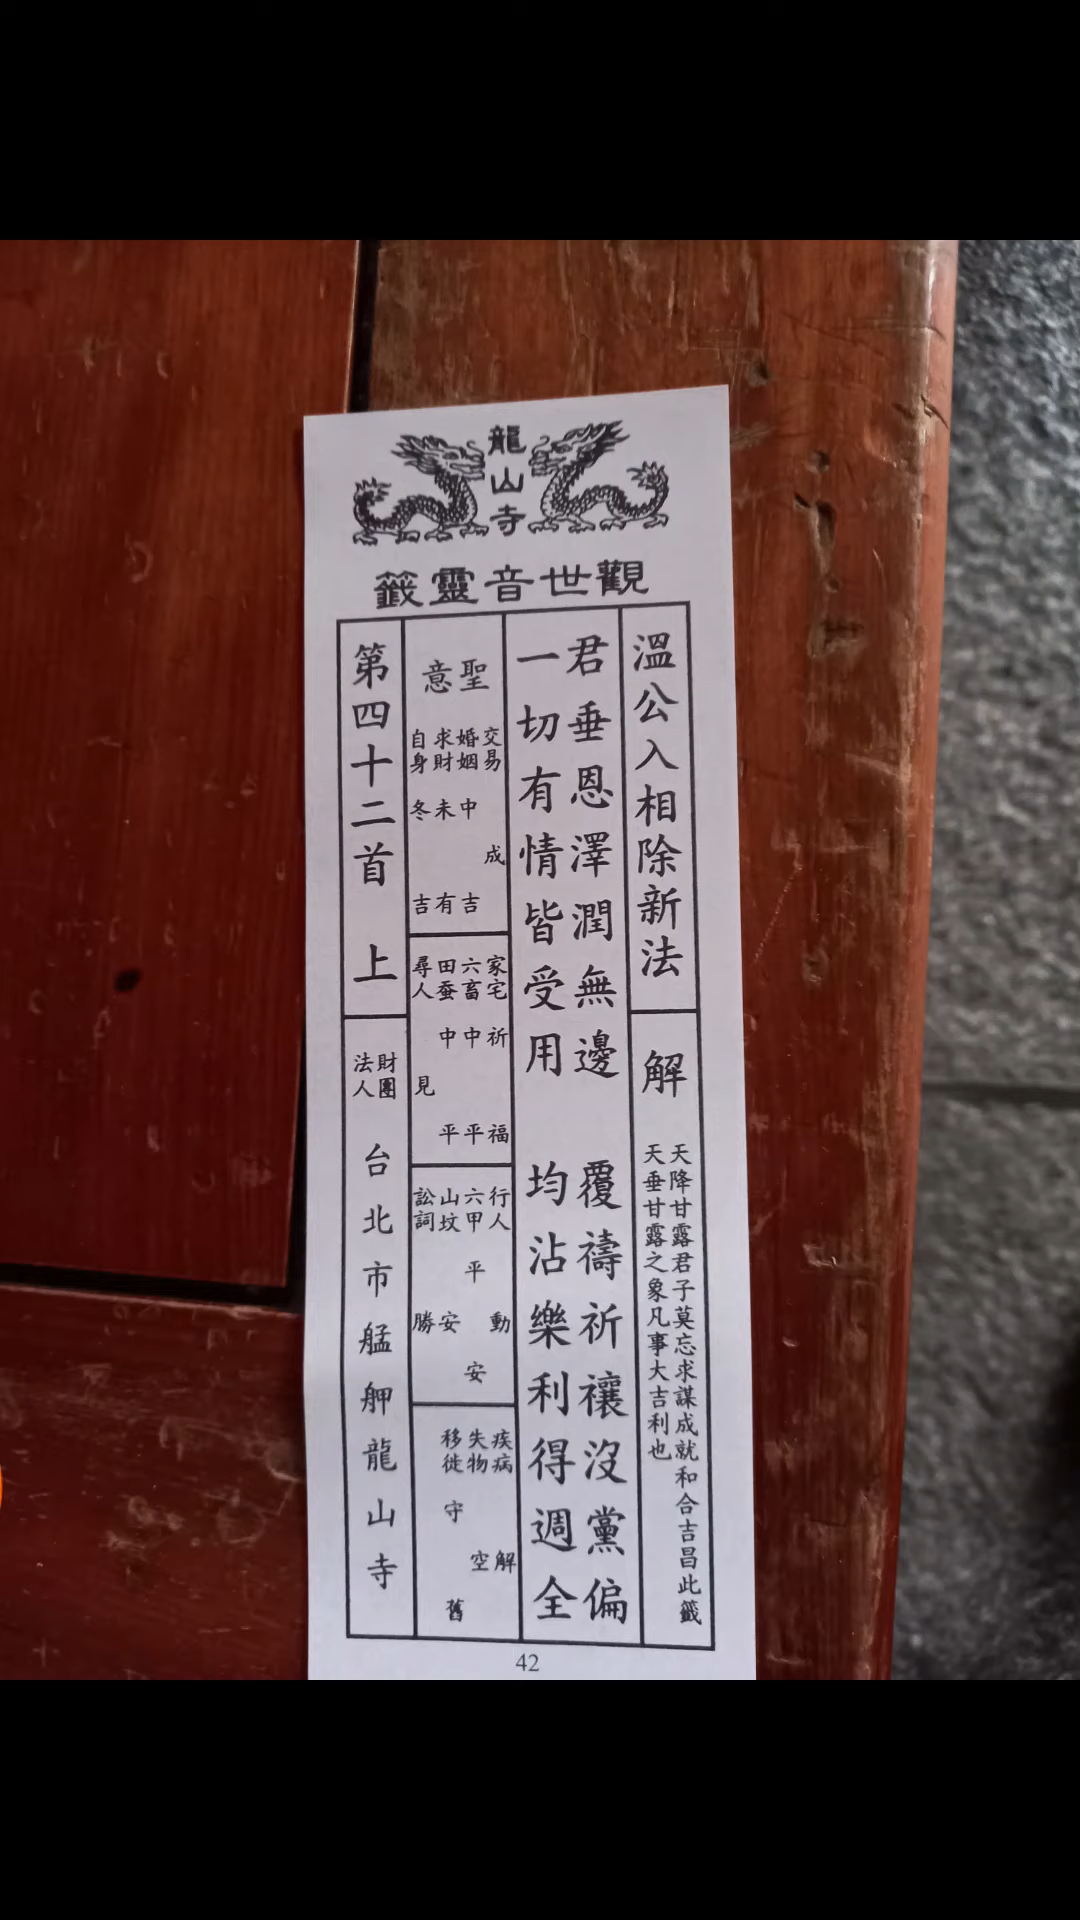 龍山寺
觀世音靈籤
溫公入相除新法
解
天降甘露君子莫忘求謀成就和合吉昌此籤
天垂甘露之象凡事大吉利也
君垂恩澤潤無邊 覆禱祈禳沒黨偏
一切有情皆受用 均沾樂利得週全
聖意
交易 成
婚姻 中吉
求財 未有
自身 冬吉
家宅 祈福
六畜 中平
田蚕 中平
尋人 見
行人 動
六甲 平安
山坟 安
訟詞 勝
疾病 解
失物 空
移徙 守舊
第四十二首 上
財團法人
台北市艋舺龍山寺
42